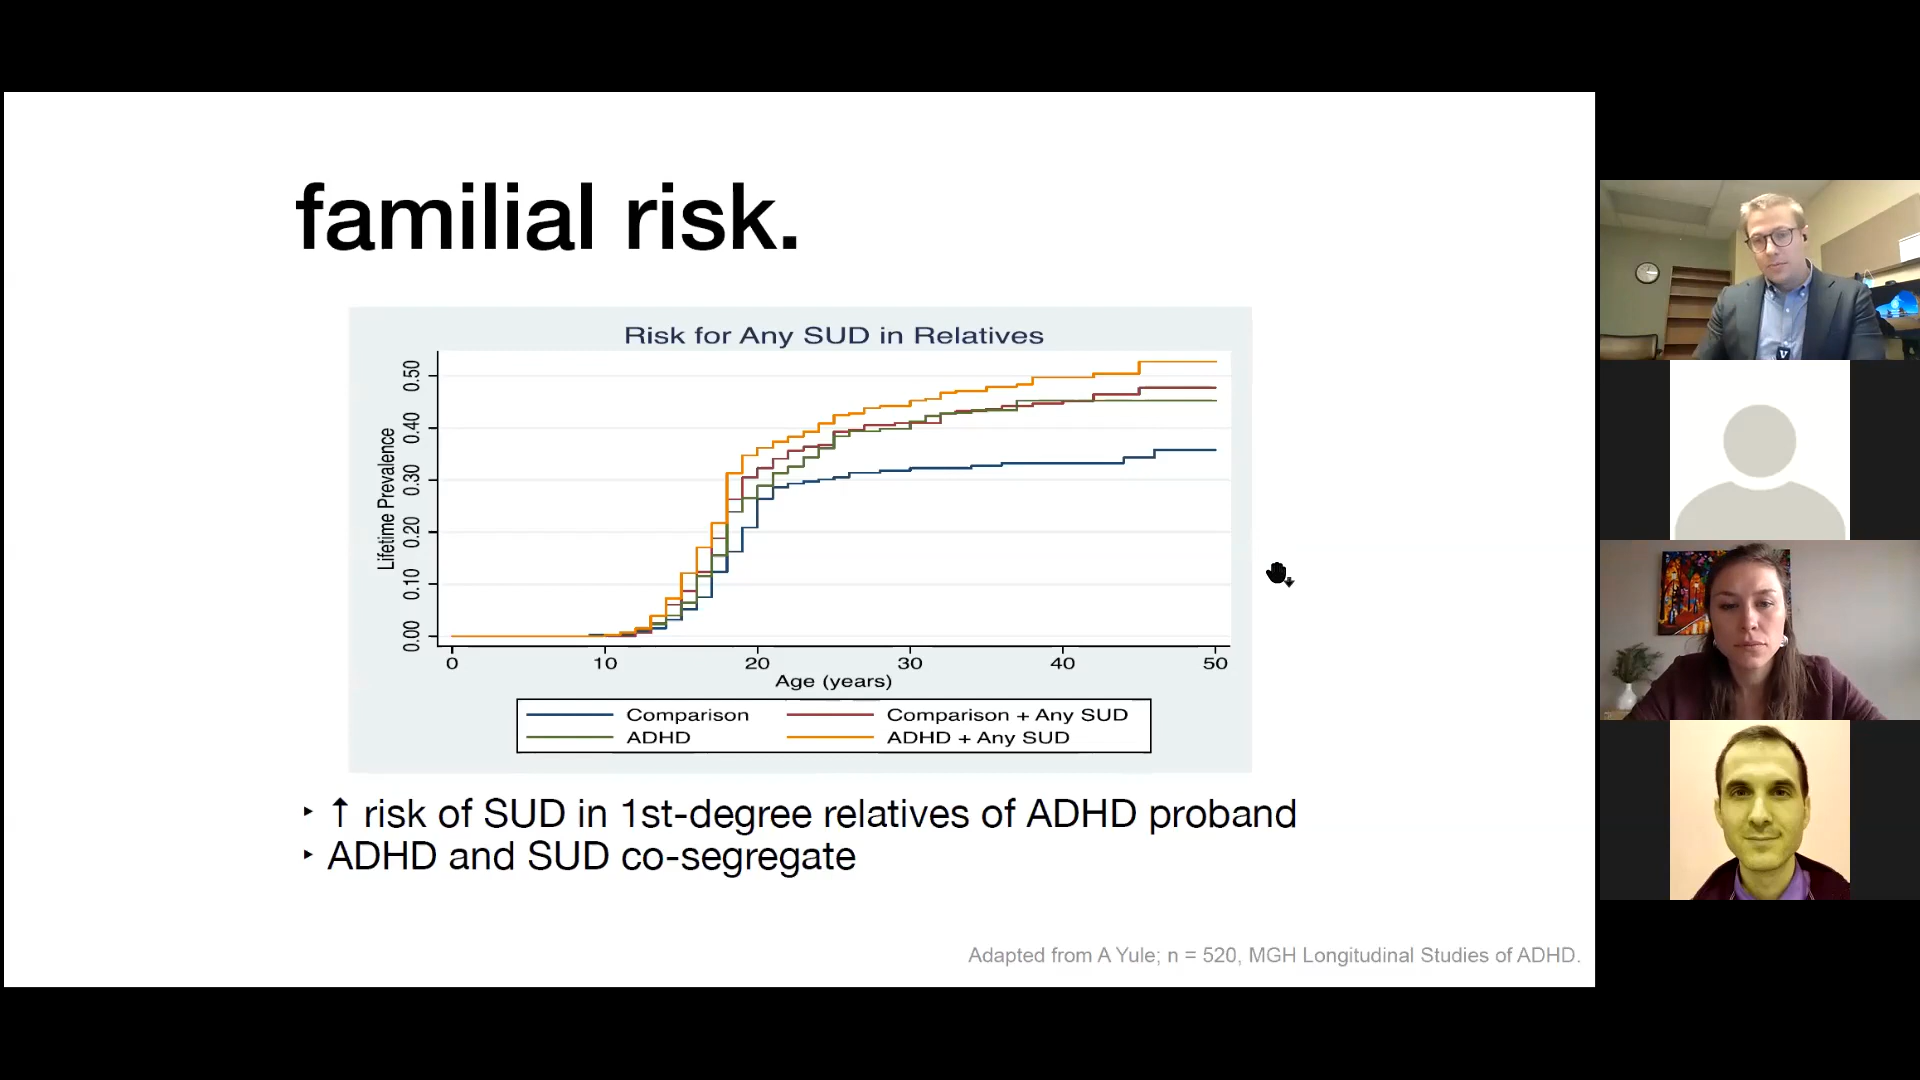 familial risk.
Risk for Any SUD in Relatives
Lifetime Prevalence
0.50
0.40
0.30
0.20
0.10
0.00
0 10 20 30 40 50
Age (years)
Comparison Comparison + Any SUD
ADHD ADHD + Any SUD
‣ ↑ risk of SUD in 1st-degree relatives of ADHD proband
‣ ADHD and SUD co-segregate
Adapted from A Yule; n = 520, MGH Longitudinal Studies of ADHD.